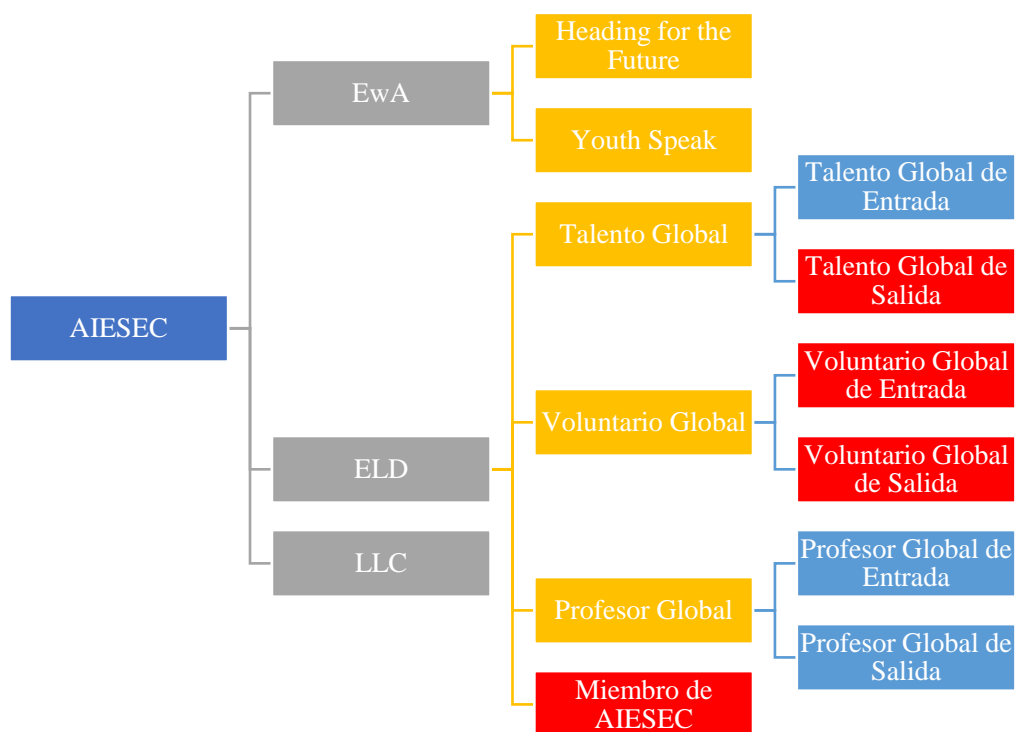 AIESEC
EwA
Heading for the
Future
Youth Speak
ELD
Talento Global
Talento Global de
Entrada
Talento Global de
Salida
Voluntario Global
Voluntario Global
de Entrada
Voluntario Global
de Salida
Profesor Global
Profesor Global de
Entrada
Profesor Global de
Salida
Miembro de
AIESEC
LLC